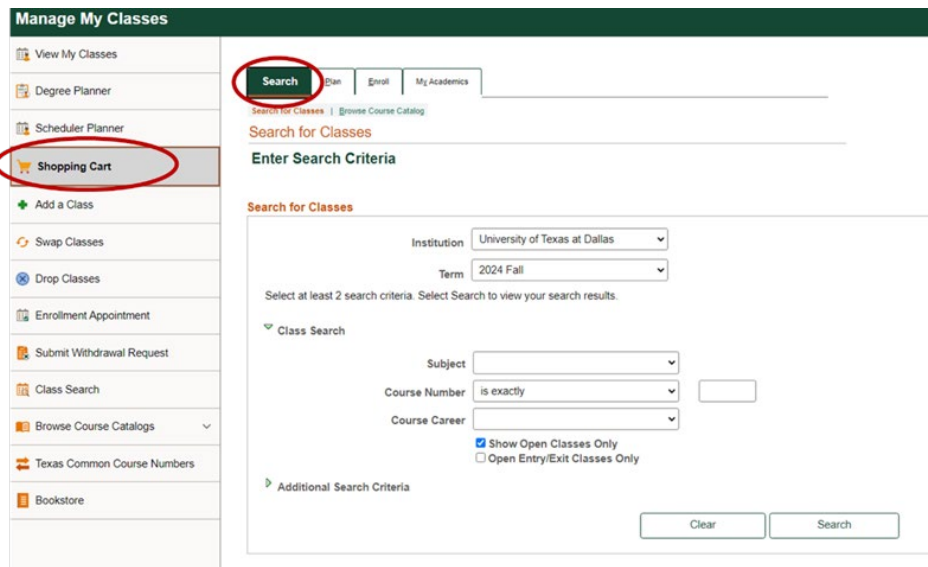 Manage My Classes
View My Classes
Degree Planner
Scheduler Planner
Shopping Cart
Add a Class
Swap Classes
Drop Classes
Enrollment Appointment
Submit Withdrawal Request
Class Search
Browse Course Catalogs
Texas Common Course Numbers
Bookstore
Search Plan Enroll My Academics
Search for Classes | Browse Course Catalog
Search for Classes
Enter Search Criteria
Search for Classes
Institution University of Texas at Dallas
Term 2024 Fall
Select at least 2 search criteria. Select Search to view your search results.
Class Search
Subject
Course Number is exactly
Course Career
Show Open Classes Only
Open Entry/Exit Classes Only
Additional Search Criteria
Clear Search